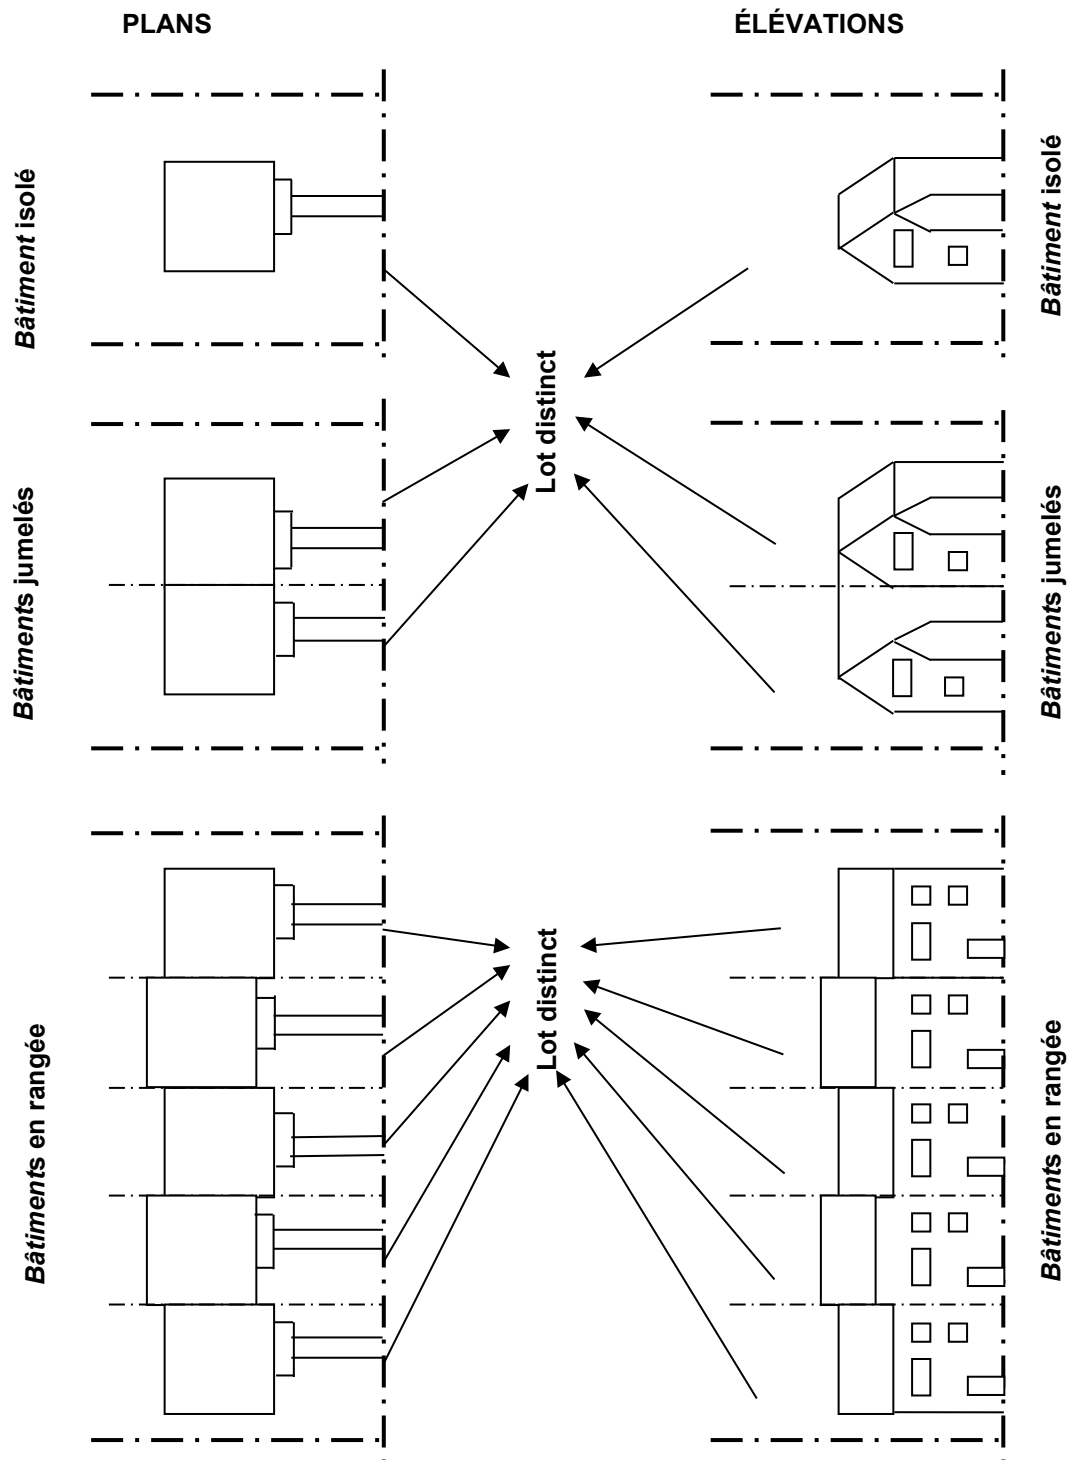 PLANS
ÉLÉVATIONS
Bâtiment isolé
Bâtiment isolé
Lot distinct
Bâtiments jumelés
Bâtiments jumelés
Lot distinct
Bâtiments en rangée
Bâtiments en rangée